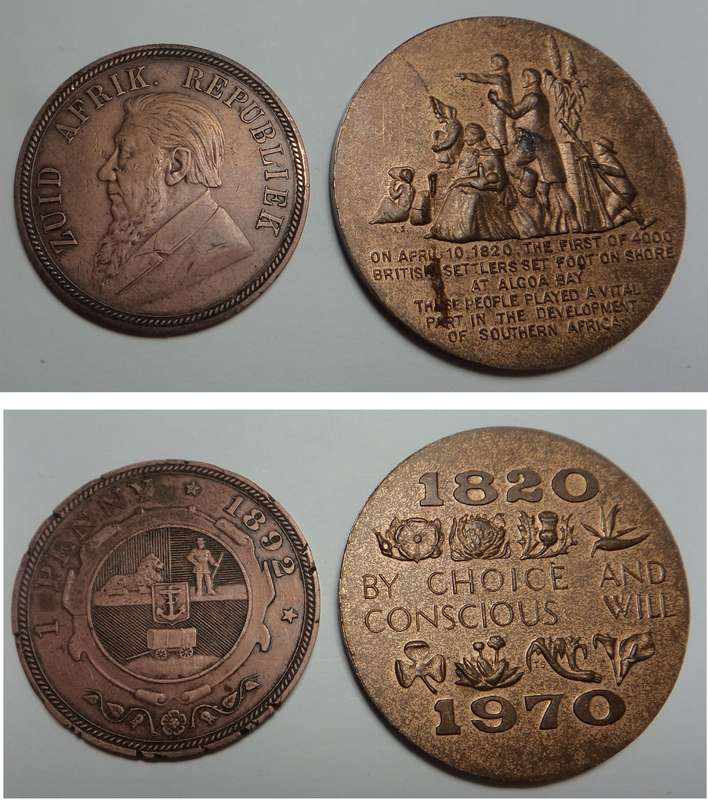 ZUID AFRIK. REPUBLIEK
ON APRIL 10, 1820, THE FIRST OF 4000
BRITISH SETTLERS SET FOOT ON SHORE
AT ALGOA BAY
THESE PEOPLE PLAYED A VITAL
PART IN THE DEVELOPMENT
OF SOUTHERN AFRICA
1 PENNY 1892
1820
BY CHOICE AND
CONSCIOUS WILL
1970